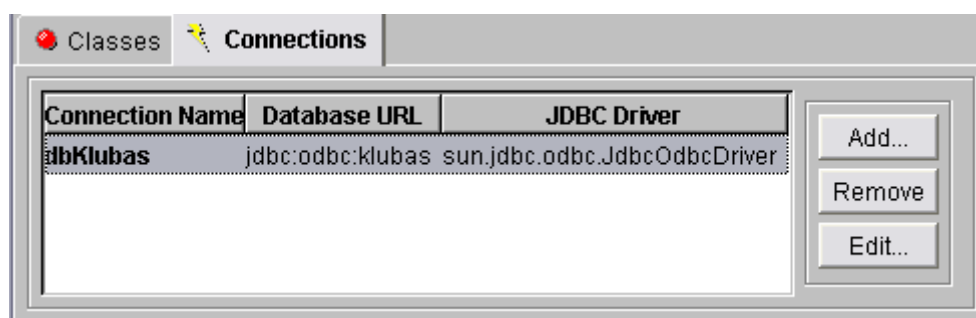 Classes Connections
Connection Name Database URL JDBC Driver
dbKlubas jdbc:odbc:klubas sun.jdbc.odbc.JdbcOdbcDriver
Add...
Remove
Edit...